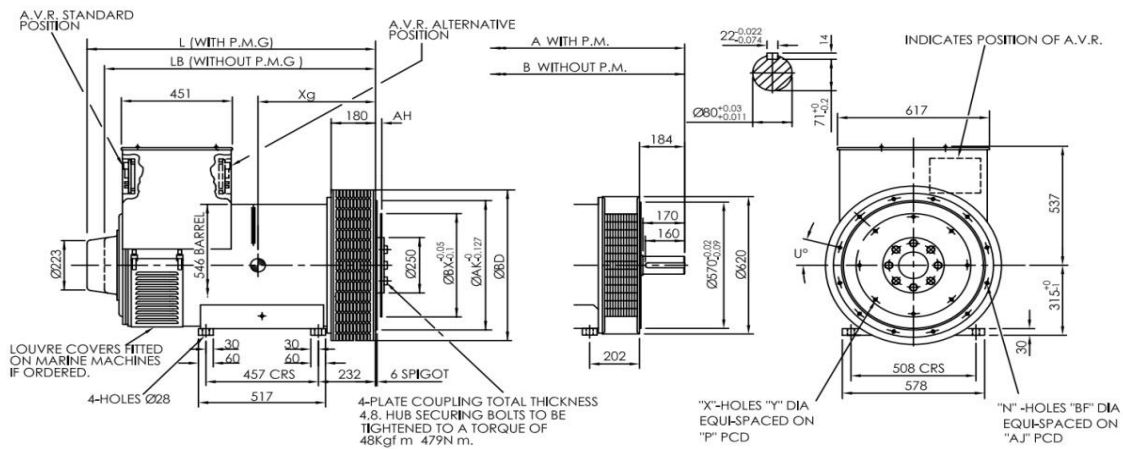 A.V.R. STANDARD
POSITION
A.V.R. ALTERNATIVE
POSITION
L (WITH P.M.G)
LB (WITHOUT P.M.G )
451
Xg
180
AH
Ø223
546 BARREL
Ø250
ØBX-0.05
-0.1
ØAK-0
-0.127
ØBD
LOUVRE COVERS FITTED
ON MARINE MACHINES
IF ORDERED.
30
60
30
60
457 CRS
232
6 SPIGOT
517
4-HOLES Ø28
4-PLATE COUPLING TOTAL THICKNESS
4,8. HUB SECURING BOLTS TO BE
TIGHTENED TO A TORQUE OF
48Kgf m 479N m.
A WITH P.M.
B WITHOUT P.M.
184
170
160
Ø570-0.02
-0.09
Ø620
202
22-0.022
-0.074
14
Ø80+0.03
+0.011
71+0
-0.2
INDICATES POSITION OF A.V.R.
617
537
U°
315+0
-1
30
508 CRS
578
"X"-HOLES "Y" DIA
EQUI-SPACED ON
"P" PCD
"N" -HOLES "BF" DIA
EQUI-SPACED ON
"AJ" PCD